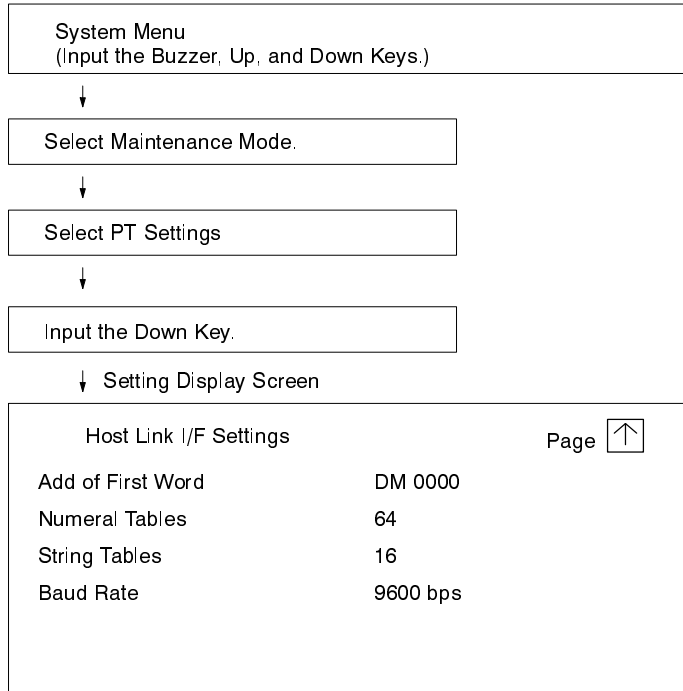 System Menu
(Input the Buzzer, Up, and Down Keys.)
Select Maintenance Mode.
Select PT Settings
Input the Down Key.
Setting Display Screen
Host Link I/F Settings Page
Add of First Word DM 0000
Numeral Tables 64
String Tables 16
Baud Rate 9600 bps